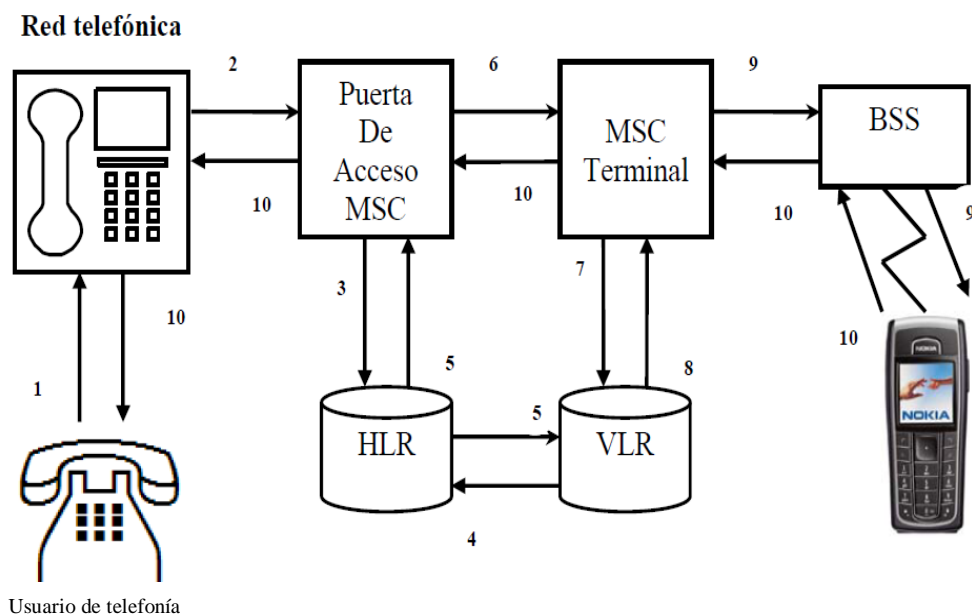 Red telefónica
2
6
9
Puerta
De
Acceso
MSC
MSC
Terminal
BSS
10
10
10
9
3
7
10
10
1
5
8
HLR
5
VLR
4
NOKIA
NOKIA
Usuario de telefonía